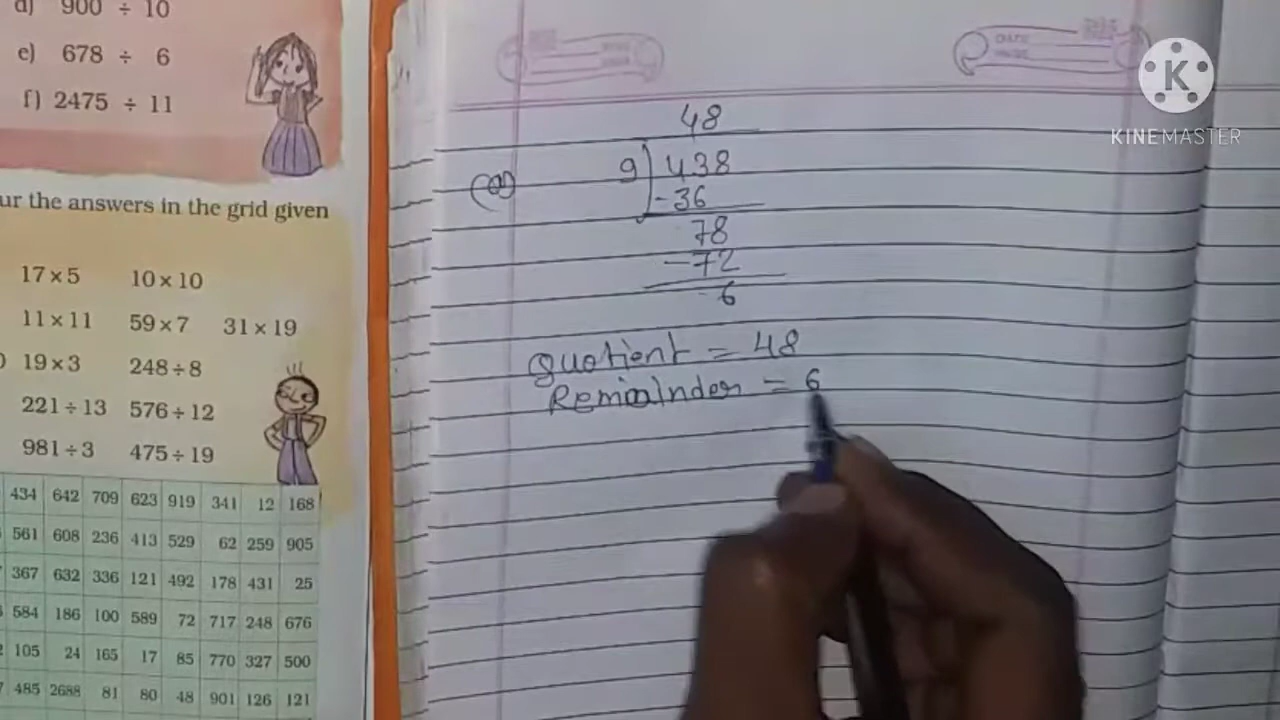 d) 900 ÷ 10
e) 678 ÷ 6
f) 2475 ÷ 11
ur the answers in the grid given
17 × 5 10 × 10
11 × 11 59 × 7 31 × 19
19 × 3 248 ÷ 8
221 ÷ 13 576 ÷ 12
981 ÷ 3 475 ÷ 19
434 642 709 623 919 341 12 168
561 608 236 413 529 62 259 905
367 632 336 121 492 178 431 25
584 186 100 589 72 717 248 676
105 24 165 17 85 770 327 500
485 2688 81 80 48 901 126 121
K
KINEMASTER
48
(a) 9) 438
-36
78
-72
6
Quotient = 48
Remainder = 6